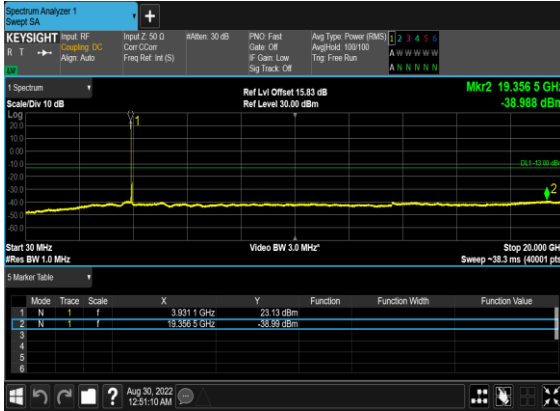 Spectrum Analyzer 1
Swept SA
+
KEYSIGHT
R T
Input: RF
Coupling: DC
Align: Auto
Input Z: 50 Ω
Corr CCorr
Freq Ref: Int (S)
#Atten: 30 dB
PNO: Fast
Gate: Off
IF Gain: Low
Sig Track: Off
Avg Type: Power (RMS)
Avg|Hold: 100/100
Trig: Free Run
1 2 3 4 5 6
A W W W W W
A N N N N N
1 Spectrum
Scale/Div 10 dB
Ref Lvl Offset 15.83 dB
Ref Level 30.00 dBm
Mkr2 19.356 5 GHz
-38.988 dBm
Log
20.0
10.0
0.00
-10.0
-20.0
-30.0
-40.0
-50.0
-60.0
1
DL1 -13.00 dBm
2
Start 30 MHz
#Res BW 1.0 MHz
Video BW 3.0 MHz*
Stop 20.000 GHz
Sweep ~38.3 ms (40001 pts)
5 Marker Table
Mode Trace Scale X Y Function Function Width Function Value
1 N 1 f 3.931 1 GHz 23.13 dBm
2 N 1 f 19.356 5 GHz -38.99 dBm
3
4
5
6
?
Aug 30, 2022
12:51:10 AM